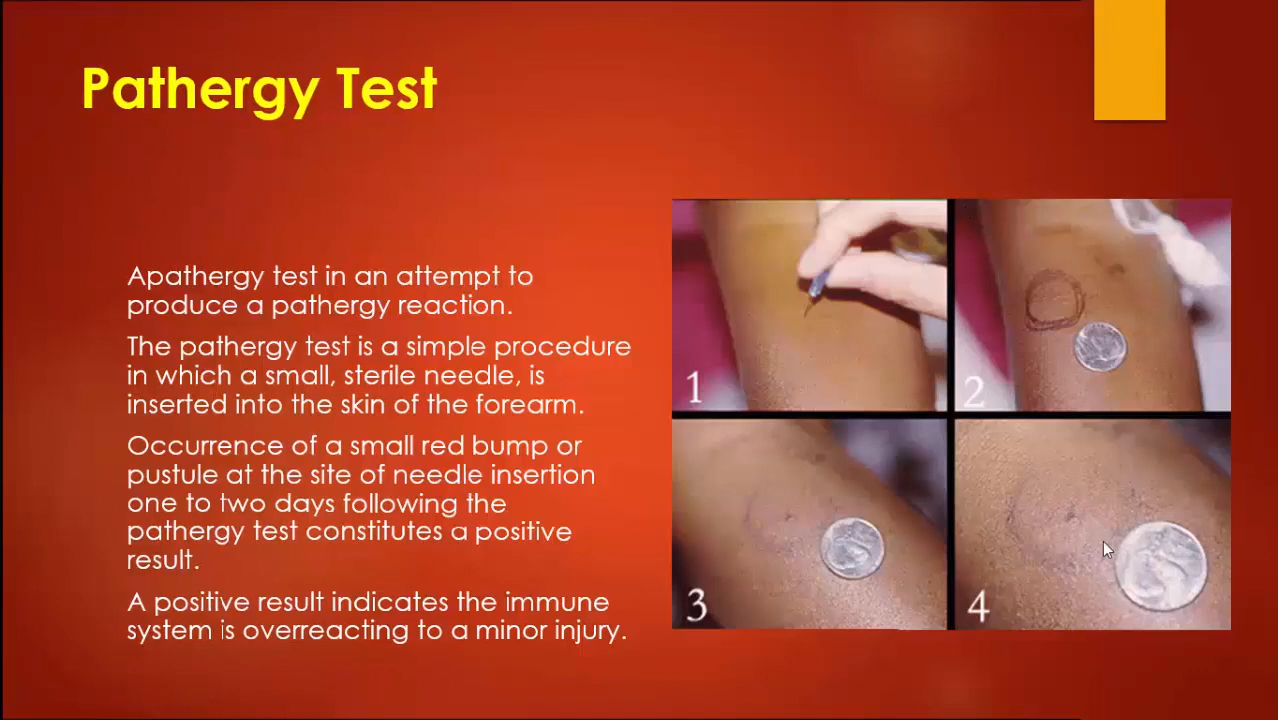 Pathergy Test
Apathergy test in an attempt to
produce a pathergy reaction.
The pathergy test is a simple procedure
in which a small, sterile needle, is
inserted into the skin of the forearm.
Occurrence of a small red bump or
pustule at the site of needle insertion
one to two days following the
pathergy test constitutes a positive
result.
A positive result indicates the immune
system is overreacting to a minor injury.
1
2
3
4